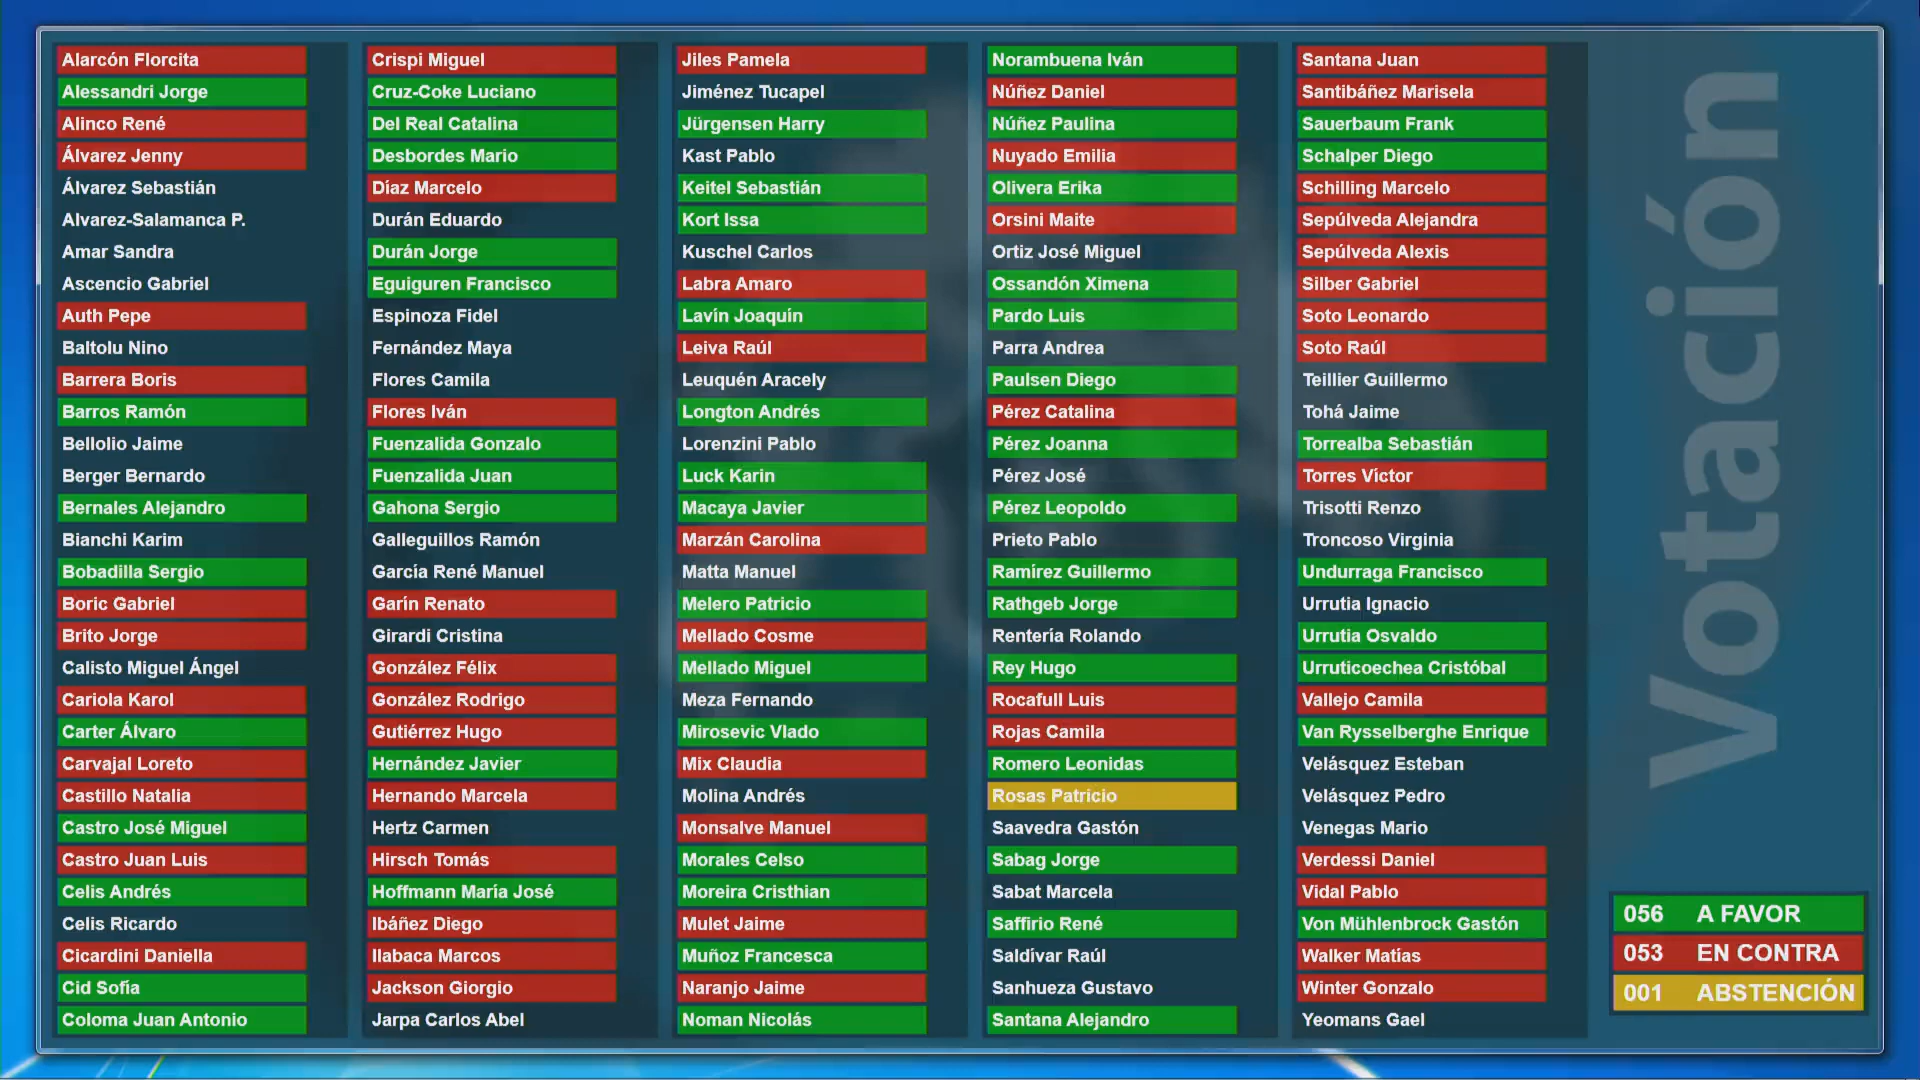 Alarcón Florcita
Alessandri Jorge
Alinco René
Álvarez Jenny
Álvarez Sebastián
Alvarez-Salamanca P.
Amar Sandra
Ascencio Gabriel
Auth Pepe
Baltolu Nino
Barrera Boris
Barros Ramón
Bellolio Jaime
Berger Bernardo
Bernales Alejandro
Bianchi Karim
Bobadilla Sergio
Boric Gabriel
Brito Jorge
Calisto Miguel Ángel
Cariola Karol
Carter Álvaro
Carvajal Loreto
Castillo Natalia
Castro José Miguel
Castro Juan Luis
Celis Andrés
Celis Ricardo
Cicardini Daniella
Cid Sofía
Coloma Juan Antonio
Crispi Miguel
Cruz-Coke Luciano
Del Real Catalina
Desbordes Mario
Díaz Marcelo
Durán Eduardo
Durán Jorge
Eguiguren Francisco
Espinoza Fidel
Fernández Maya
Flores Camila
Flores Iván
Fuenzalida Gonzalo
Fuenzalida Juan
Gahona Sergio
Galleguillos Ramón
García René Manuel
Garín Renato
Girardi Cristina
González Félix
González Rodrigo
Gutiérrez Hugo
Hernández Javier
Hernando Marcela
Hertz Carmen
Hirsch Tomás
Hoffmann María José
Ibáñez Diego
Ilabaca Marcos
Jackson Giorgio
Jarpa Carlos Abel
Jiles Pamela
Jiménez Tucapel
Jürgensen Harry
Kast Pablo
Keitel Sebastián
Kort Issa
Kuschel Carlos
Labra Amaro
Lavín Joaquín
Leiva Raúl
Leuquén Aracely
Longton Andrés
Lorenzini Pablo
Luck Karin
Macaya Javier
Marzán Carolina
Matta Manuel
Melero Patricio
Mellado Cosme
Mellado Miguel
Meza Fernando
Mirosevic Vlado
Mix Claudia
Molina Andrés
Monsalve Manuel
Morales Celso
Moreira Cristhian
Mulet Jaime
Muñoz Francesca
Naranjo Jaime
Noman Nicolás
Norambuena Iván
Núñez Daniel
Núñez Paulina
Nuyado Emilia
Olivera Erika
Orsini Maite
Ortiz José Miguel
Ossandón Ximena
Pardo Luis
Parra Andrea
Paulsen Diego
Pérez Catalina
Pérez Joanna
Pérez José
Pérez Leopoldo
Prieto Pablo
Ramírez Guillermo
Rathgeb Jorge
Rentería Rolando
Rey Hugo
Rocafull Luis
Rojas Camila
Romero Leonidas
Rosas Patricio
Saavedra Gastón
Sabag Jorge
Sabat Marcela
Saffirio René
Saldívar Raúl
Sanhueza Gustavo
Santana Alejandro
Santana Juan
Santibáñez Marisela
Sauerbaum Frank
Schalper Diego
Schilling Marcelo
Sepúlveda Alejandra
Sepúlveda Alexis
Silber Gabriel
Soto Leonardo
Soto Raúl
Teillier Guillermo
Tohá Jaime
Torrealba Sebastián
Torres Víctor
Trisotti Renzo
Troncoso Virginia
Undurraga Francisco
Urrutia Ignacio
Urrutia Osvaldo
Urruticoechea Cristóbal
Vallejo Camila
Van Rysselberghe Enrique
Velásquez Esteban
Velásquez Pedro
Venegas Mario
Verdessi Daniel
Vidal Pablo
Von Mühlenbrock Gastón
Walker Matías
Winter Gonzalo
Yeomans Gael
Votación
056 A FAVOR
053 EN CONTRA
001 ABSTENCIÓN